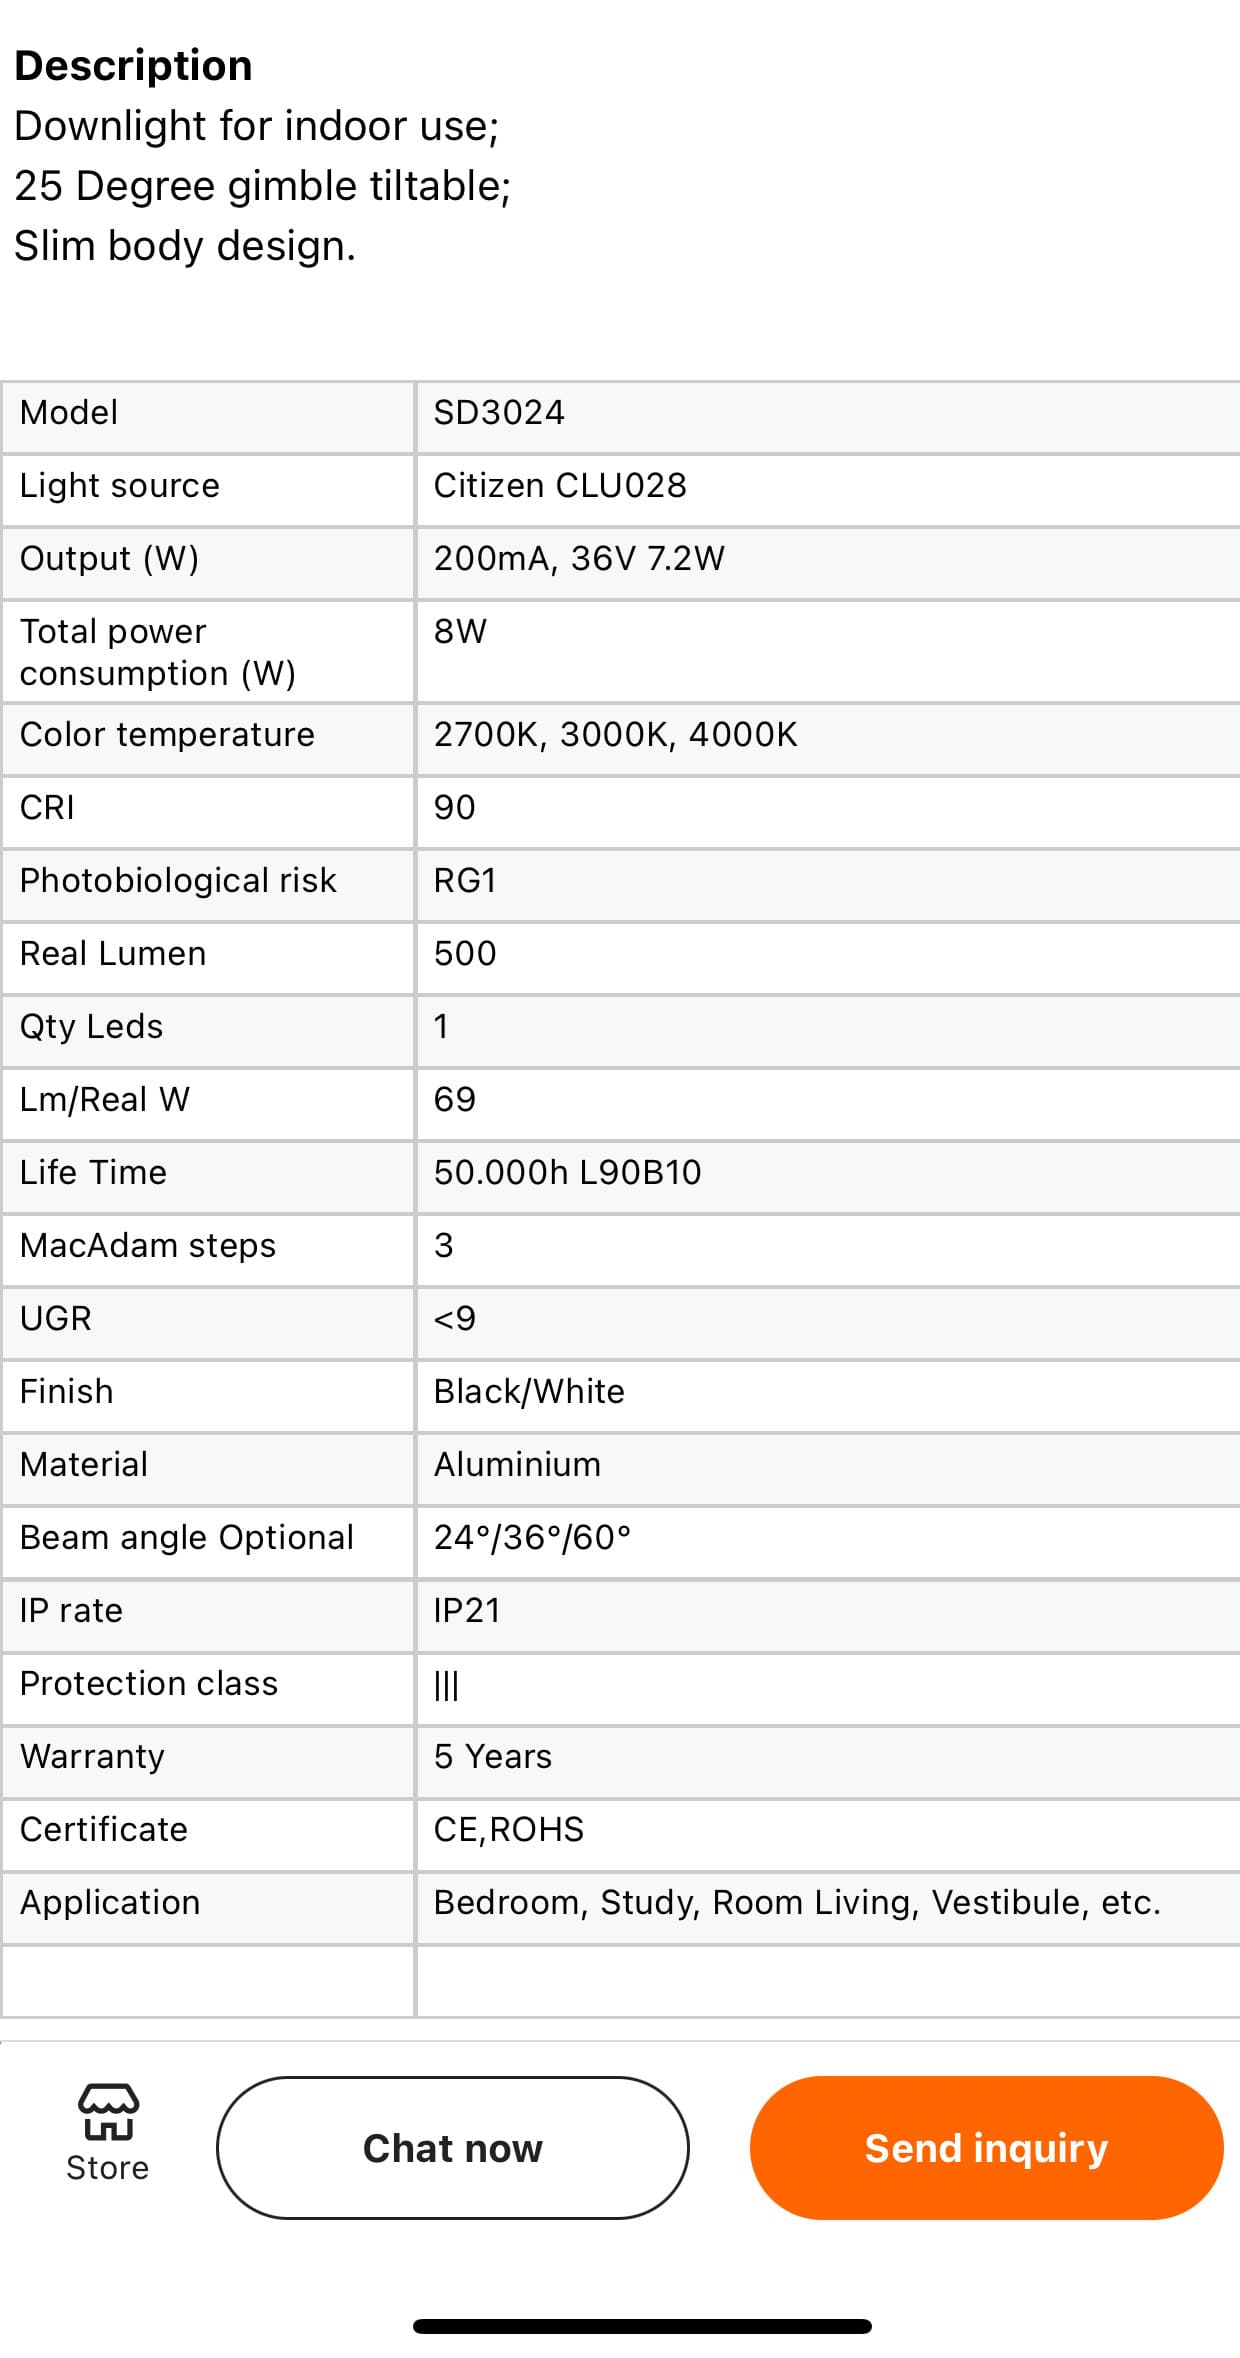 Description
Downlight for indoor use;
25 Degree gimble tiltable;
Slim body design.
Model SD3024
Light source Citizen CLU028
Output (W) 200mA, 36V 7.2W
Total power 8W
consumption (W)
Color temperature 2700K, 3000K, 4000K
CRI 90
Photobiological risk RG1
Real Lumen 500
Qty Leds 1
Lm/Real W 69
Life Time 50.000h L90B10
MacAdam steps 3
UGR <9
Finish Black/White
Material Aluminium
Beam angle Optional 24°/36°/60°
IP rate IP21
Protection class |||
Warranty 5 Years
Certificate CE,ROHS
Application Bedroom, Study, Room Living, Vestibule, etc.
Store Chat now Send inquiry